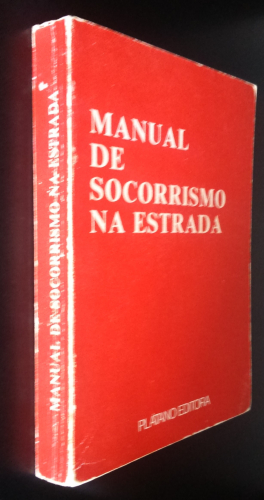 MANUAL DE SOCORRISMO NA ESTRADA
MANUAL
DE
SOCORRISMO
NA ESTRADA
PLÁTANO EDITORA